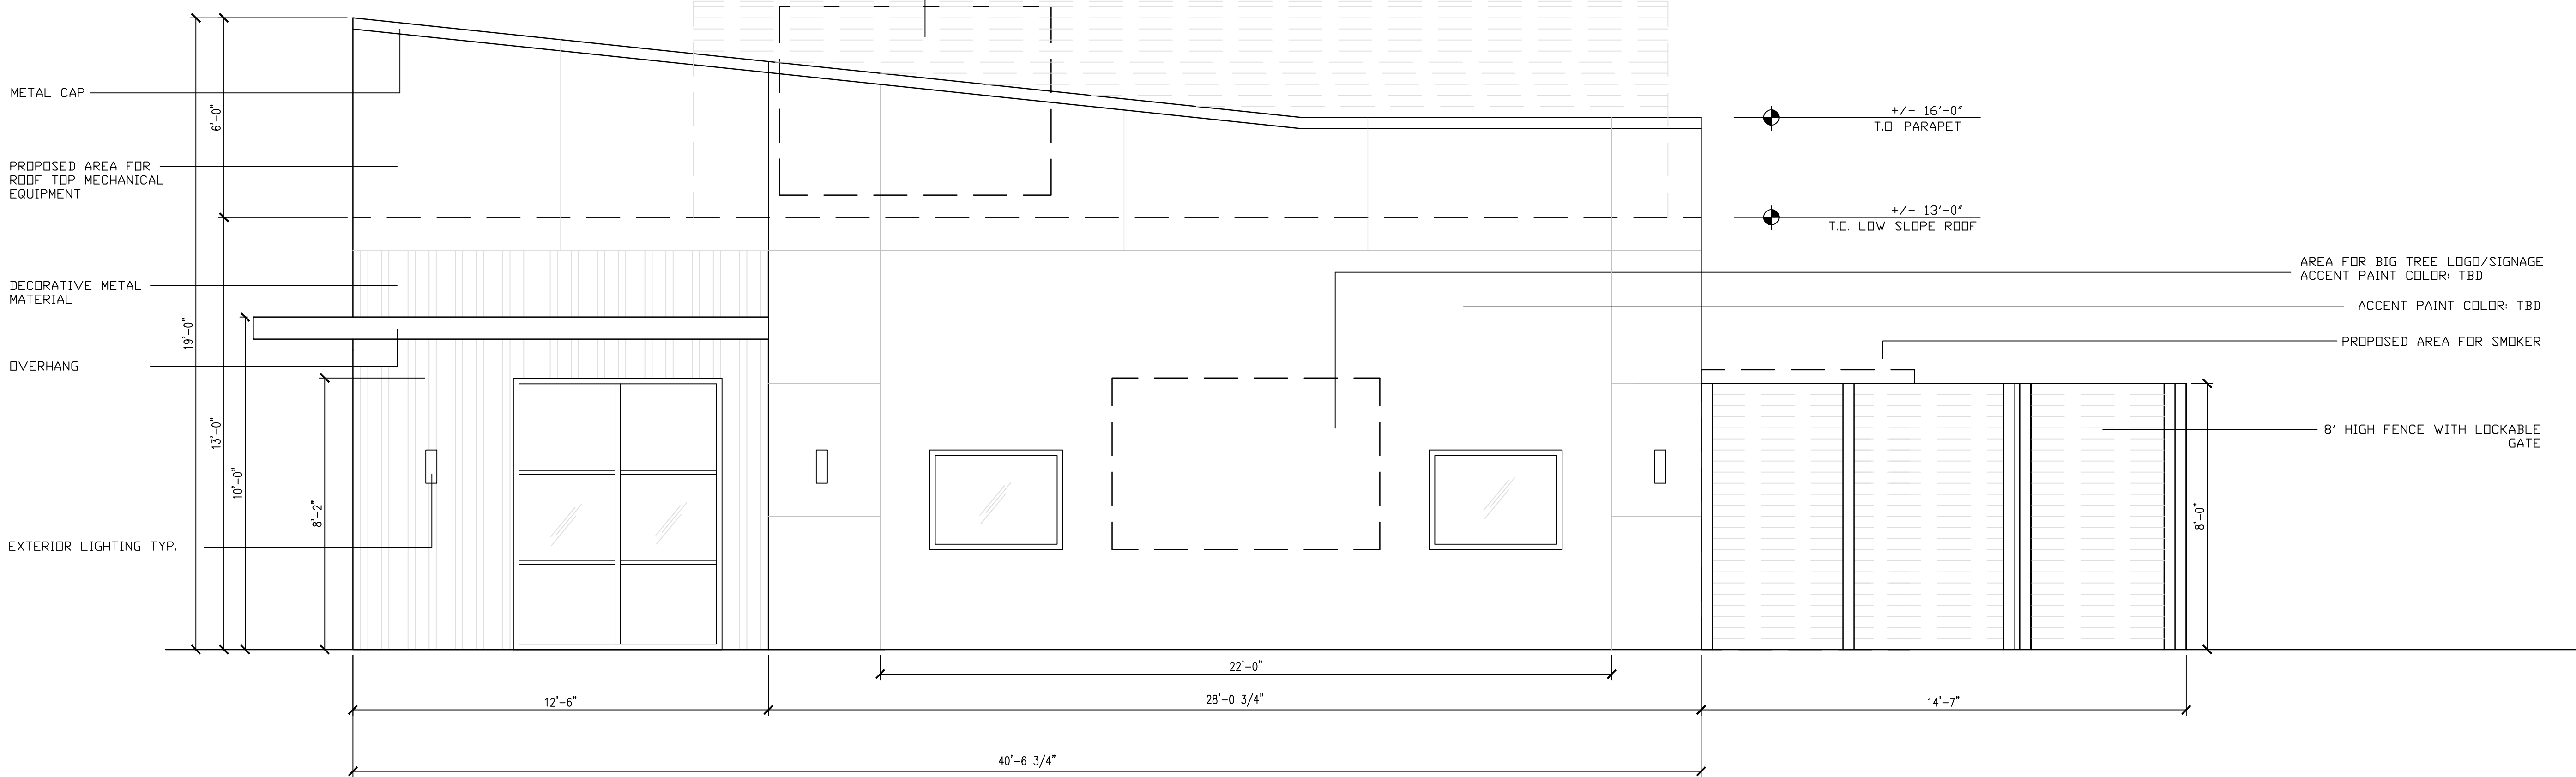 METAL CAP
PROPOSED AREA FOR
ROOF TOP MECHANICAL
EQUIPMENT
DECORATIVE METAL
MATERIAL
OVERHANG
EXTERIOR LIGHTING TYP.
19'-0"
6'-0"
13'-0"
10'-0"
8'-2"
+/- 16'-0"
T.O. PARAPET
+/- 13'-0"
T.O. LOW SLOPE ROOF
AREA FOR BIG TREE LOGO/SIGNAGE
ACCENT PAINT COLOR: TBD
ACCENT PAINT COLOR: TBD
PROPOSED AREA FOR SMOKER
8' HIGH FENCE WITH LOCKABLE
GATE
8'-0"
22'-0"
12'-6"
28'-0 3/4"
14'-7"
40'-6 3/4"